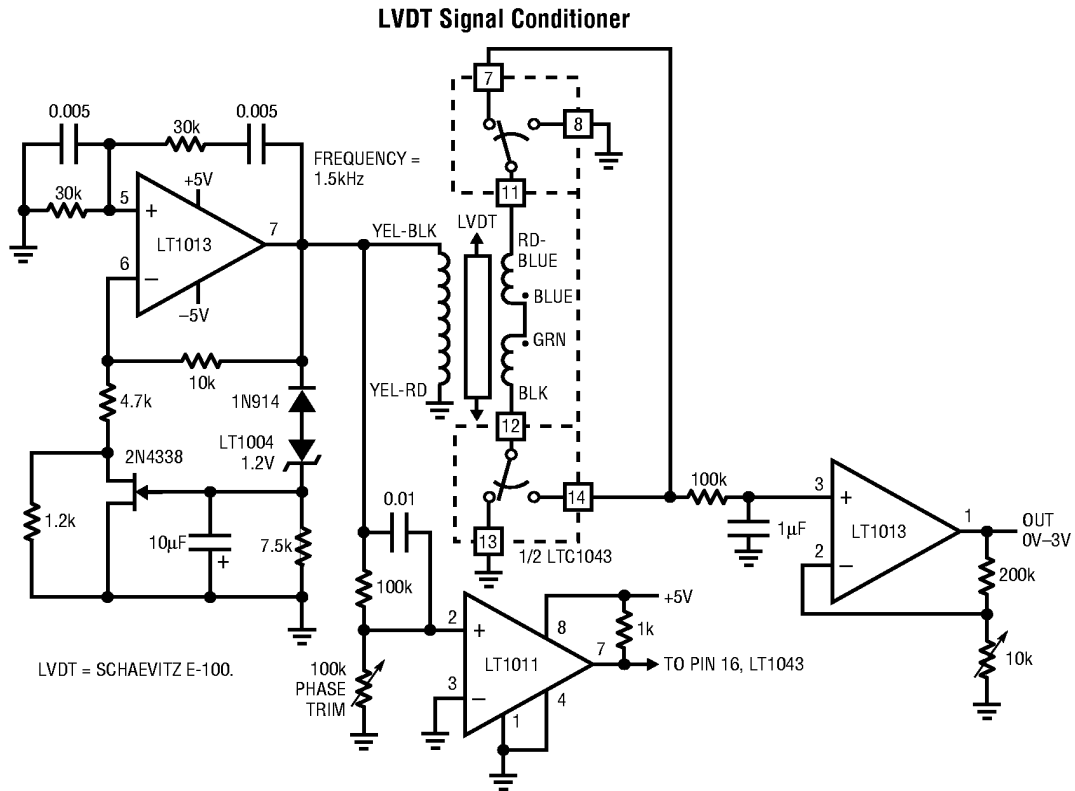 LVDT Signal Conditioner
7
8
0.005
0.005
30k
FREQUENCY =
1.5kHz
+5V
30k
5
+
7
LT1013
6
–
–5V
11
YEL-BLK
LVDT
RD-
BLUE
BLUE
GRN
10k
4.7k
1N914
YEL-RD
BLK
LT1004
1.2V
12
2N4338
14
100k
3
+
1
OUT
0V–3V
LT1013
2
–
1.2k
10µF
+
7.5k
0.01
13
1/2 LTC1043
1µF
200k
100k
+5V
2
+
8
1k
7
TO PIN 16, LT1043
LT1011
10k
LVDT = SCHAEVITZ E-100.
100k
PHASE
TRIM
3
–
1
4